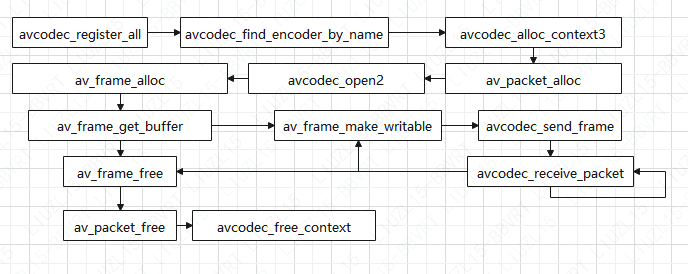 avcodec_register_all
avcodec_find_encoder_by_name
avcodec_alloc_context3
av_frame_alloc
avcodec_open2
av_packet_alloc
av_frame_get_buffer
av_frame_make_writable
avcodec_send_frame
av_frame_free
avcodec_receive_packet
av_packet_free
avcodec_free_context